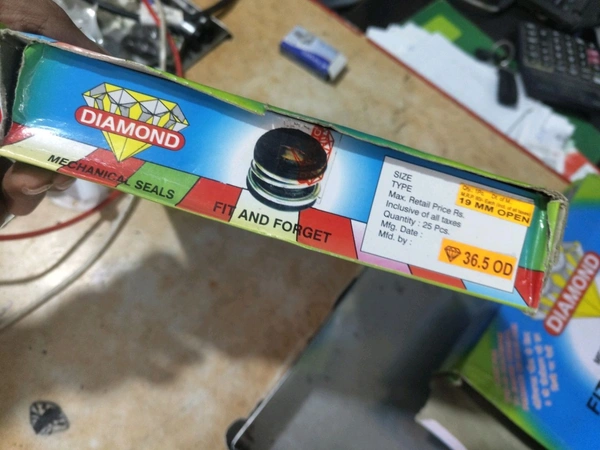 DIAMOND
MECHANICAL SEALS
FIT AND FORGET
SIZE
TYPE
Max. Retail Price Rs.
Inclusive of all taxes
Quantity : 25 Pcs.
Mfg. Date :
Mfd. by :
19 MM OPEN
36.5 OD
DIAMOND
FIT